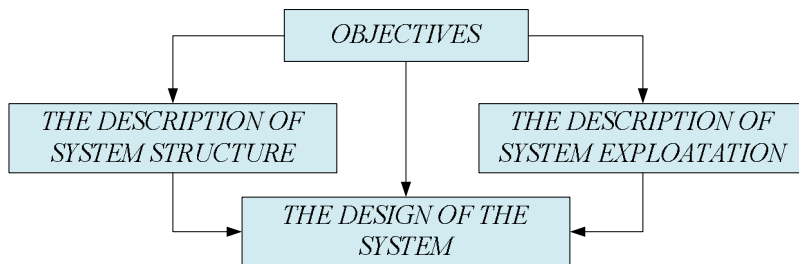 OBJECTIVES
THE DESCRIPTION OF
SYSTEM STRUCTURE
THE DESCRIPTION OF
SYSTEM EXPLOATATION
THE DESIGN OF THE
SYSTEM